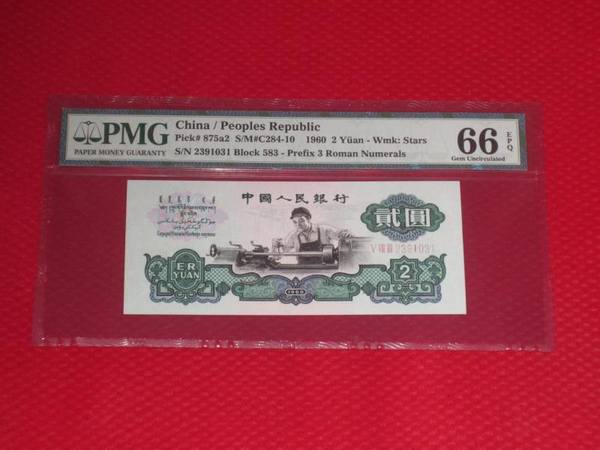 PMG
PAPER MONEY GUARANTY
China / Peoples Republic
Pick# 875a2 S/M#C284-10 1960 2 Yüan - Wmk: Stars
S/N 2391031 Block 583 - Prefix 3 Roman Numerals
66 EPQ
Gem Uncirculated
中國人民銀行
貳圓
2391031
ER
YUAN
2
1960